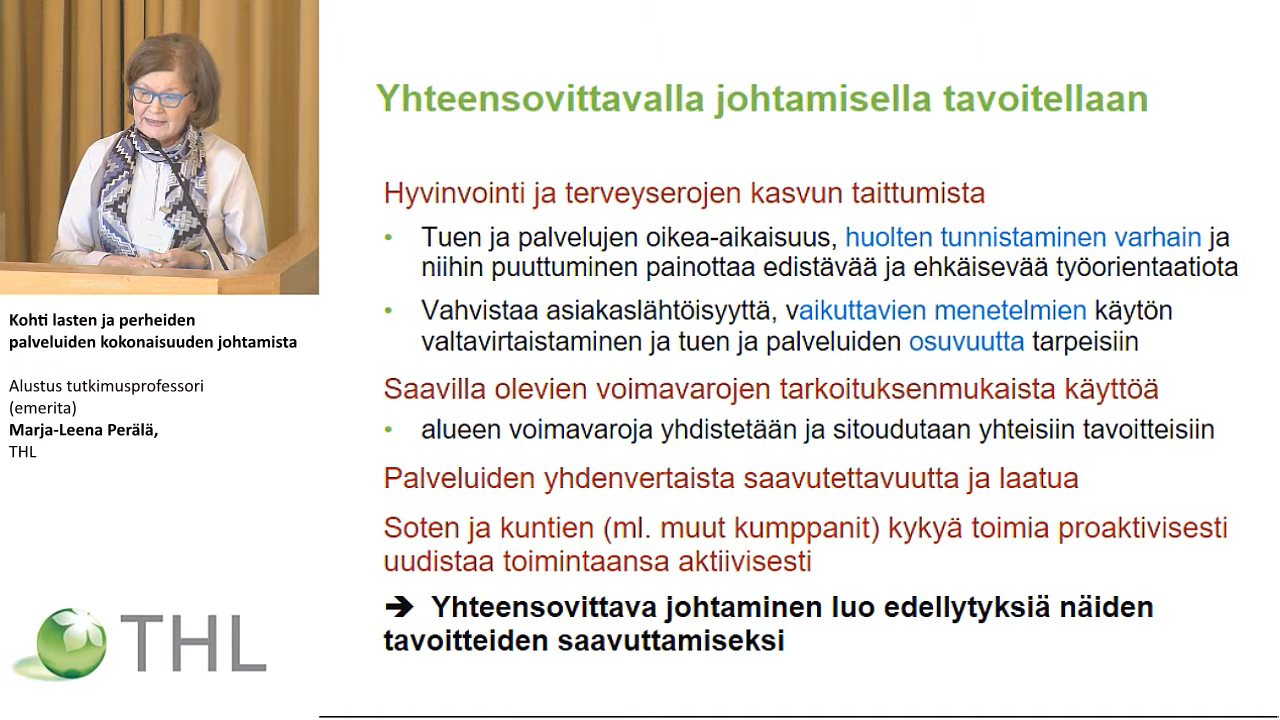 Yhteensovittavalla johtamisella tavoitellaan
Hyvinvointi ja terveyserojen kasvun taittumista
• Tuen ja palvelujen oikea-aikaisuus, huolten tunnistaminen varhain ja
niihin puuttuminen painottaa edistävää ja ehkäisevää työorientaatiota
• Vahvistaa asiakaslähtöisyyttä, vaikuttavien menetelmien käytön
valtavirtaistaminen ja tuen ja palveluiden osuvuutta tarpeisiin
Saavilla olevien voimavarojen tarkoituksenmukaista käyttöä
• alueen voimavaroja yhdistetään ja sitoudutaan yhteisiin tavoitteisiin
Palveluiden yhdenvertaista saavutettavuutta ja laatua
Soten ja kuntien (ml. muut kumppanit) kykyä toimia proaktivisesti
uudistaa toimintaansa aktiivisesti
➔ Yhteensovittava johtaminen luo edellytyksiä näiden
tavoitteiden saavuttamiseksi
Kohti lasten ja perheiden
palveluiden kokonaisuuden johtamista
Alustus tutkimusprofessori
(emerita)
Marja-Leena Perälä,
THL
THL